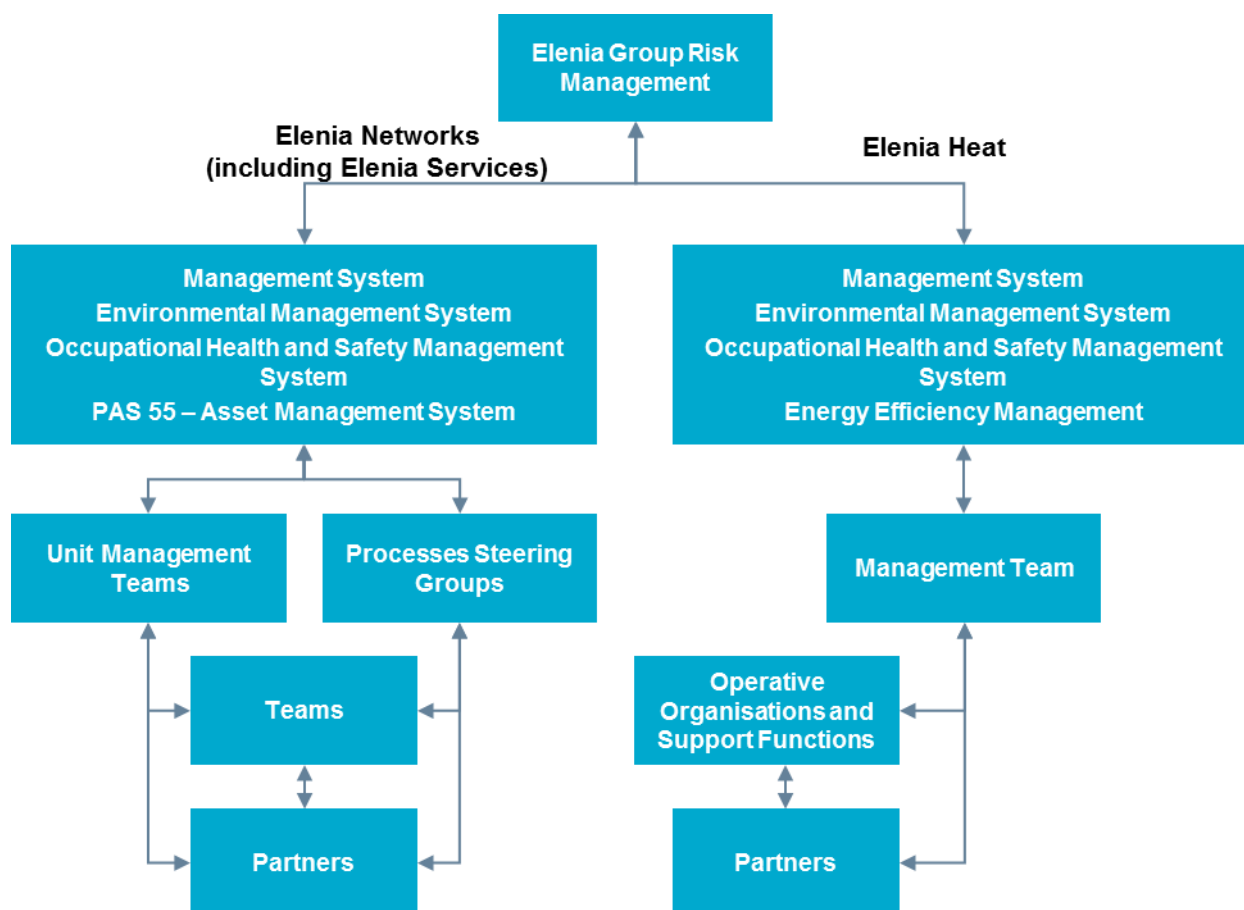 Elenia Group Risk
Management
Elenia Networks
(including Elenia Services)
Elenia Heat
Management System
Environmental Management System
Occupational Health and Safety Management
System
PAS 55 – Asset Management System
Management System
Environmental Management System
Occupational Health and Safety Management
System
Energy Efficiency Management
Unit Management
Teams
Processes Steering
Groups
Management Team
Teams
Operative
Organisations and
Support Functions
Partners
Partners